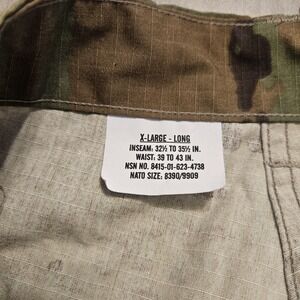 X-LARGE - LONG
INSEAM: 32½ TO 35½ IN.
WAIST: 39 TO 43 IN.
NSN NO. 8415-01-623-4738
NATO SIZE: 8390/9909